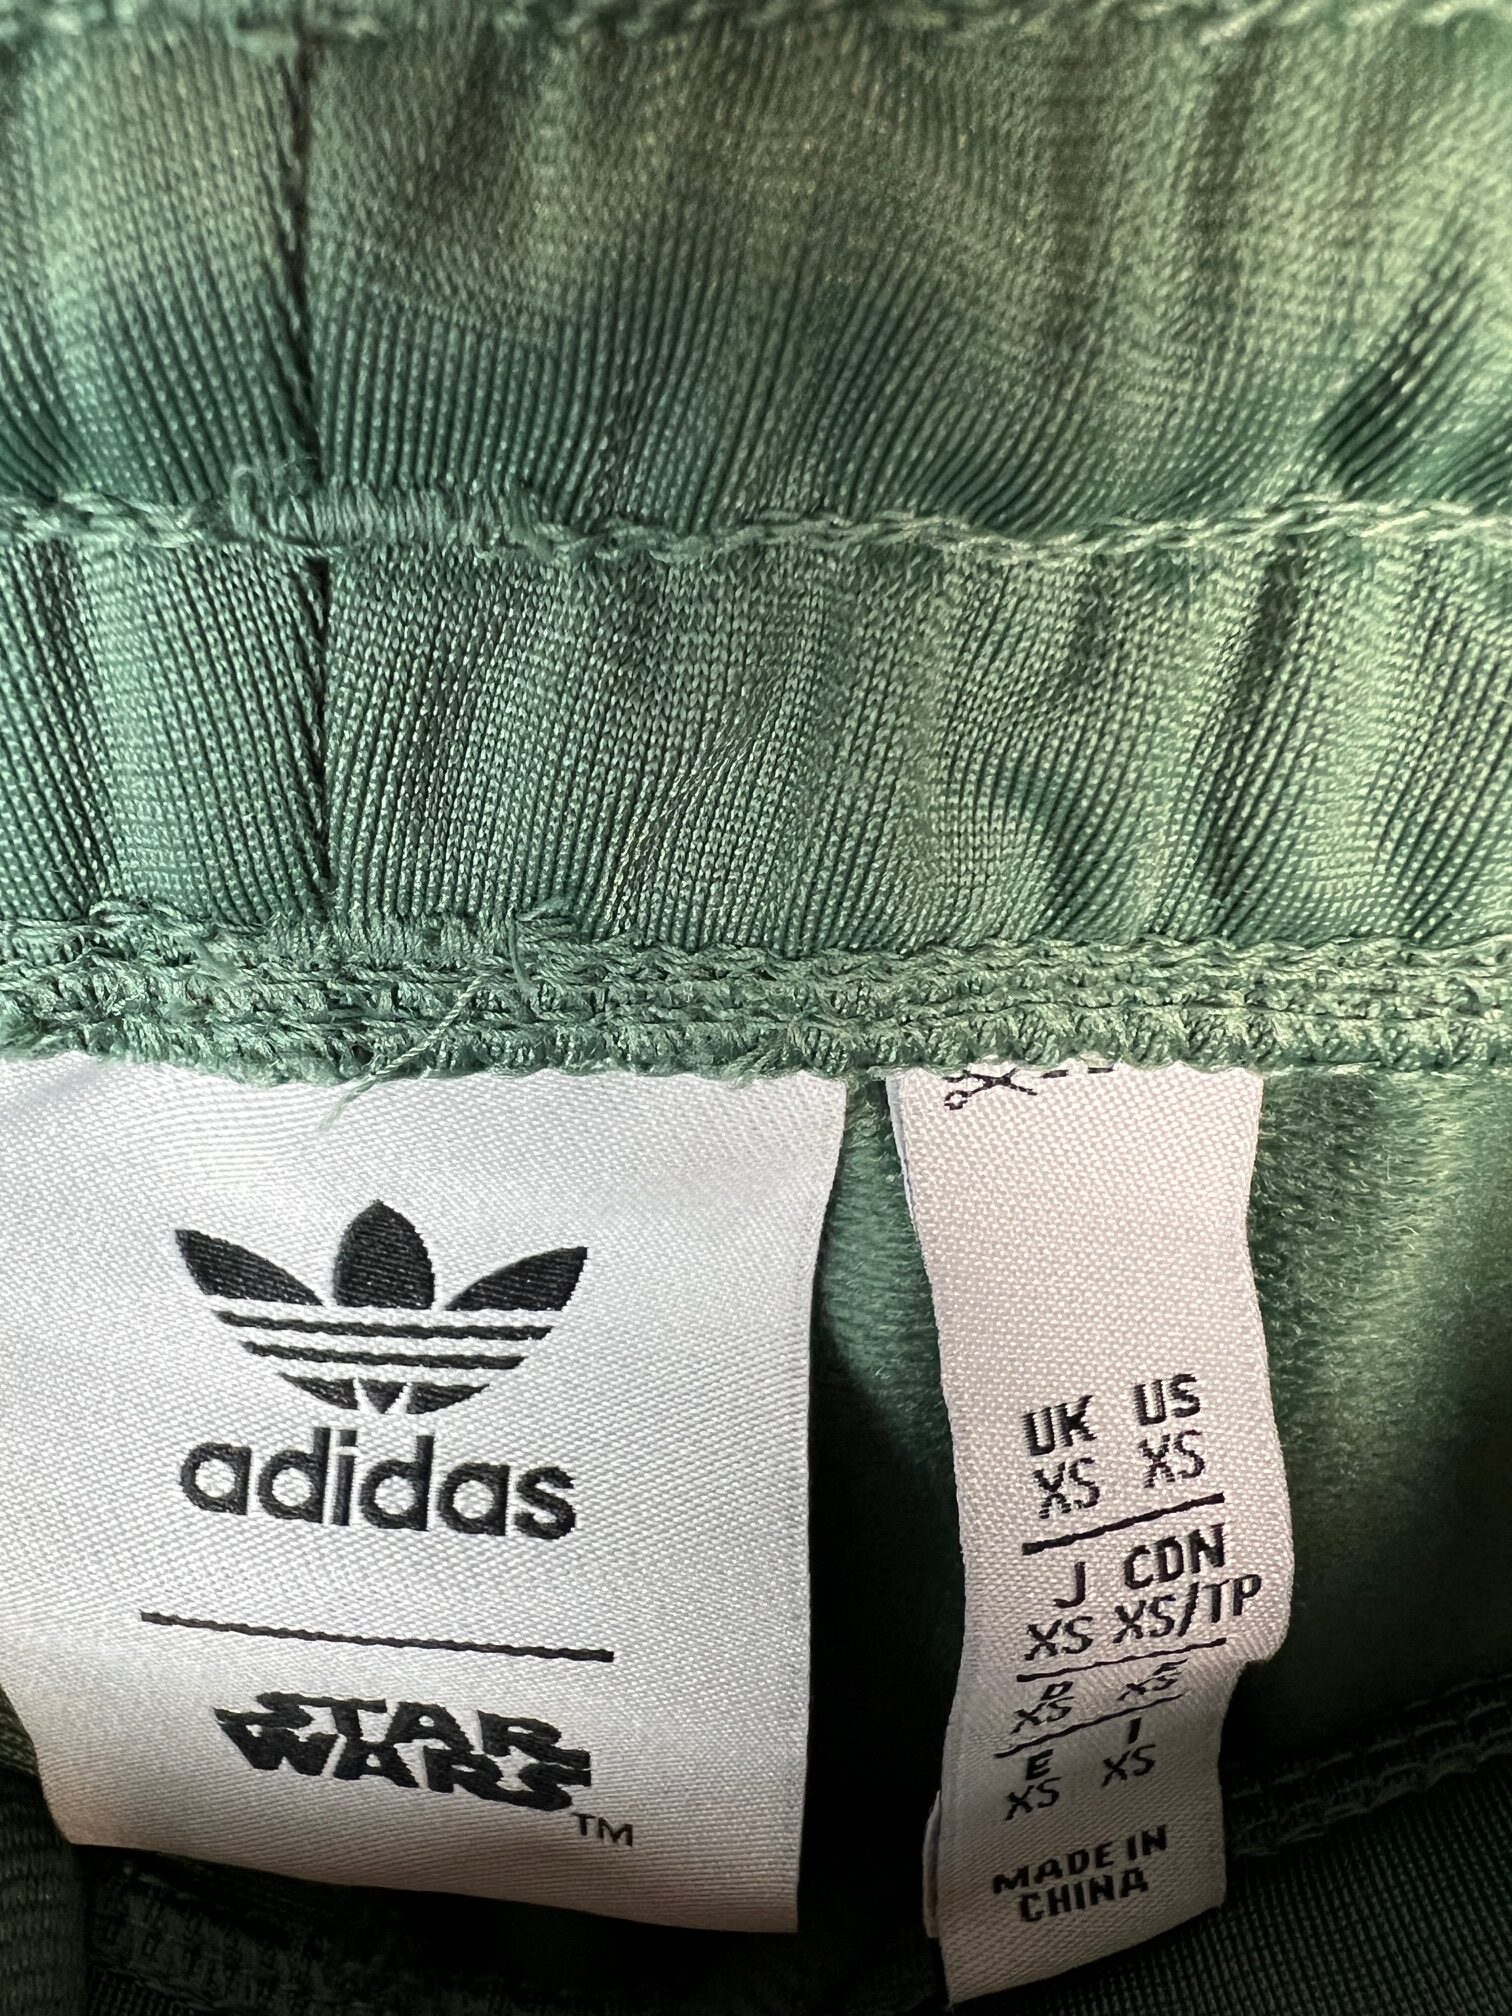 adidas
STAR
WARS
TM
UK US
XS XS
J CDN
XS XS/TP
D
XS XS
E I
XS XS
MADE IN
CHINA